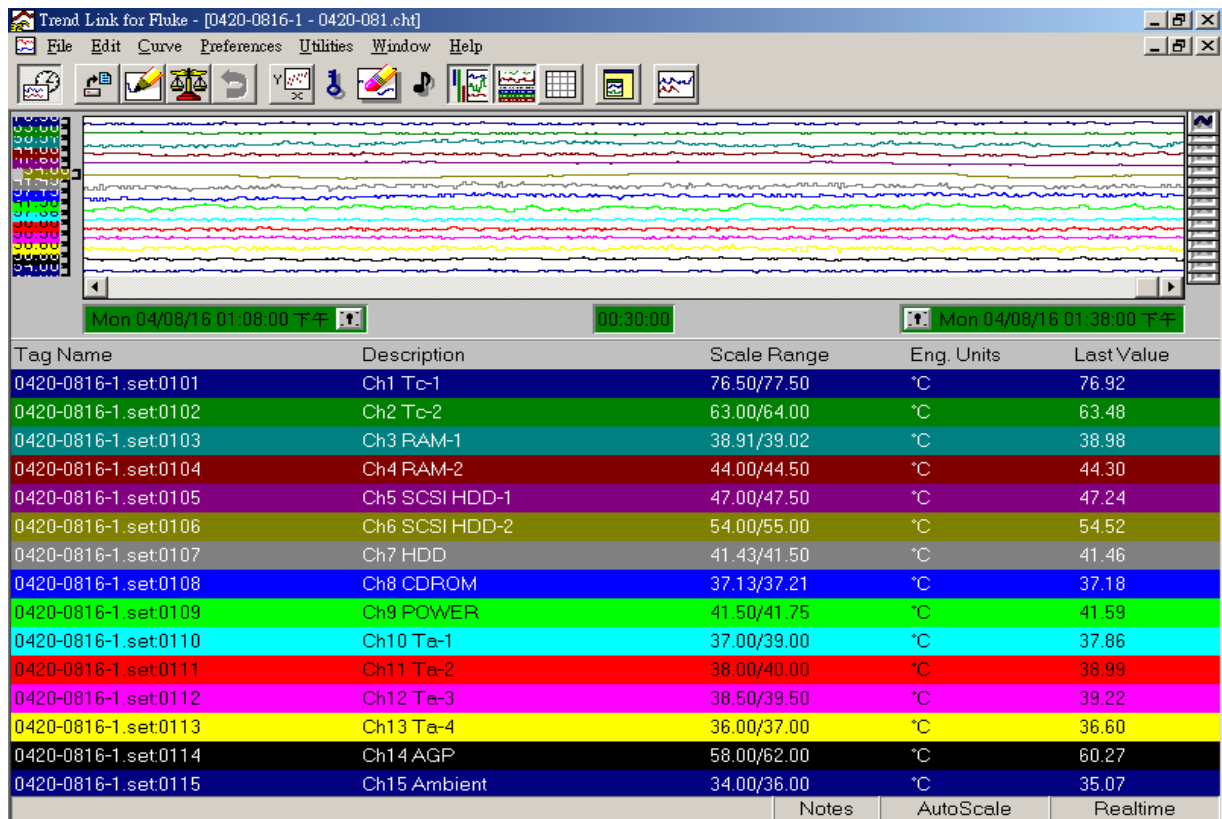 Trend Link for Fluke - [0420-0816-1 - 0420-081.cht]
File Edit Curve Preferences Utilities Window Help
Mon 04/08/16 01:08:00 下午 00:30:00 Mon 04/08/16 01:38:00 下午
Tag Name Description Scale Range Eng. Units Last Value
0420-0816-1.set:0101 Ch1 Tc-1 76.50/77.50 °C 76.92
0420-0816-1.set:0102 Ch2 Tc-2 63.00/64.00 °C 63.48
0420-0816-1.set:0103 Ch3 RAM-1 38.91/39.02 °C 38.98
0420-0816-1.set:0104 Ch4 RAM-2 44.00/44.50 °C 44.30
0420-0816-1.set:0105 Ch5 SCSI HDD-1 47.00/47.50 °C 47.24
0420-0816-1.set:0106 Ch6 SCSI HDD-2 54.00/55.00 °C 54.52
0420-0816-1.set:0107 Ch7 HDD 41.43/41.50 °C 41.46
0420-0816-1.set:0108 Ch8 CDROM 37.13/37.21 °C 37.18
0420-0816-1.set:0109 Ch9 POWER 41.50/41.75 °C 41.59
0420-0816-1.set:0110 Ch10 Ta-1 37.00/39.00 °C 37.86
0420-0816-1.set:0111 Ch11 Ta-2 38.00/40.00 °C 38.99
0420-0816-1.set:0112 Ch12 Ta-3 38.50/39.50 °C 39.22
0420-0816-1.set:0113 Ch13 Ta-4 36.00/37.00 °C 36.60
0420-0816-1.set:0114 Ch14 AGP 58.00/62.00 °C 60.27
0420-0816-1.set:0115 Ch15 Ambient 34.00/36.00 °C 35.07
Notes AutoScale Realtime